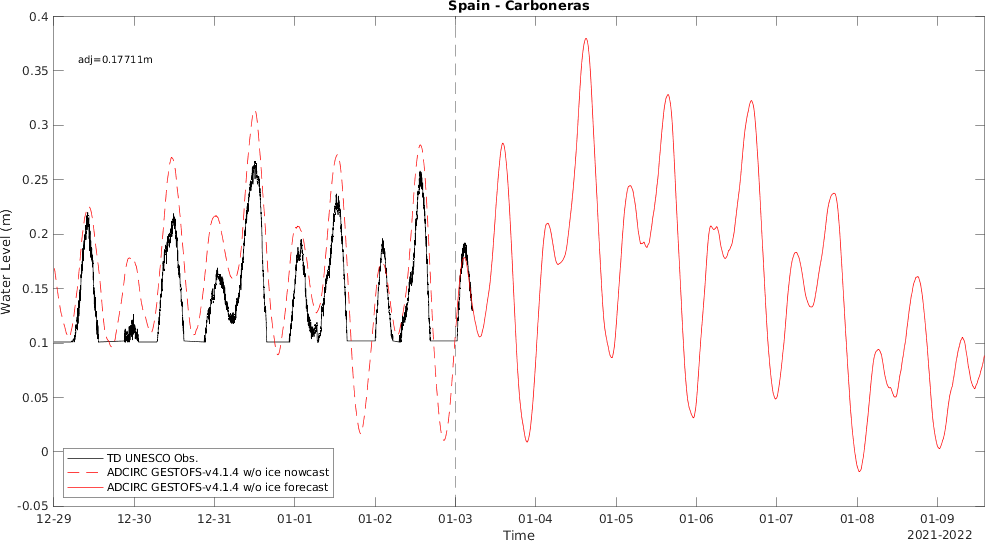 Spain - Carboneras
0.4
0.35
0.3
0.25
0.2
0.15
0.1
0.05
0
-0.05
Water Level (m)
adj=0.17711m
TD UNESCO Obs.
ADCIRC GESTOFS-v4.1.4 w/o ice nowcast
ADCIRC GESTOFS-v4.1.4 w/o ice forecast
12-29 12-30 12-31 01-01 01-02 01-03 01-04 01-05 01-06 01-07 01-08 01-09
Time
2021-2022